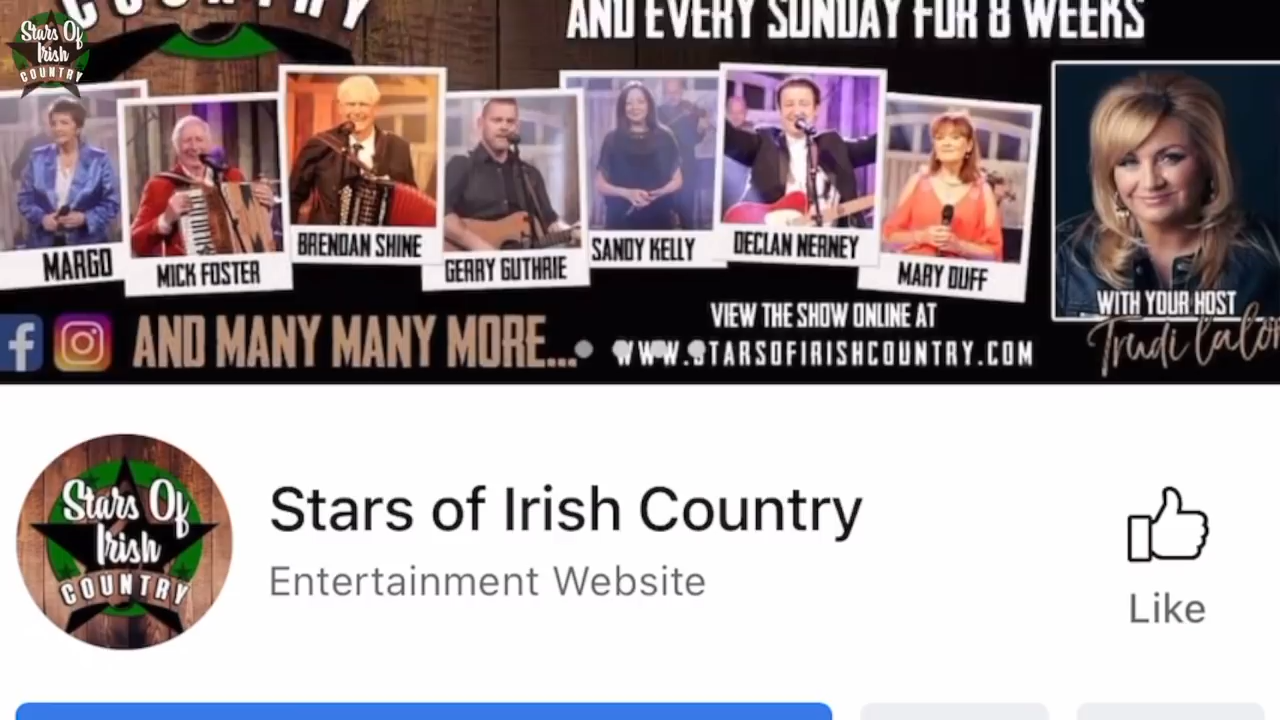 Stars Of
Irish
COUNTRY
AND EVERY SUNDAY FOR 8 WEEKS
MARGO
MICK FOSTER
BRENDAN SHINE
GERRY GUTHRIE
SANDY KELLY
DECLAN NERNEY
MARY DUFF
WITH YOUR HOST
Trudi Lalor
AND MANY MANY MORE...
VIEW THE SHOW ONLINE AT
WWW.STARSOFIRISHCOUNTRY.COM
Stars Of
Irish
COUNTRY
Stars of Irish Country
Entertainment Website
Like